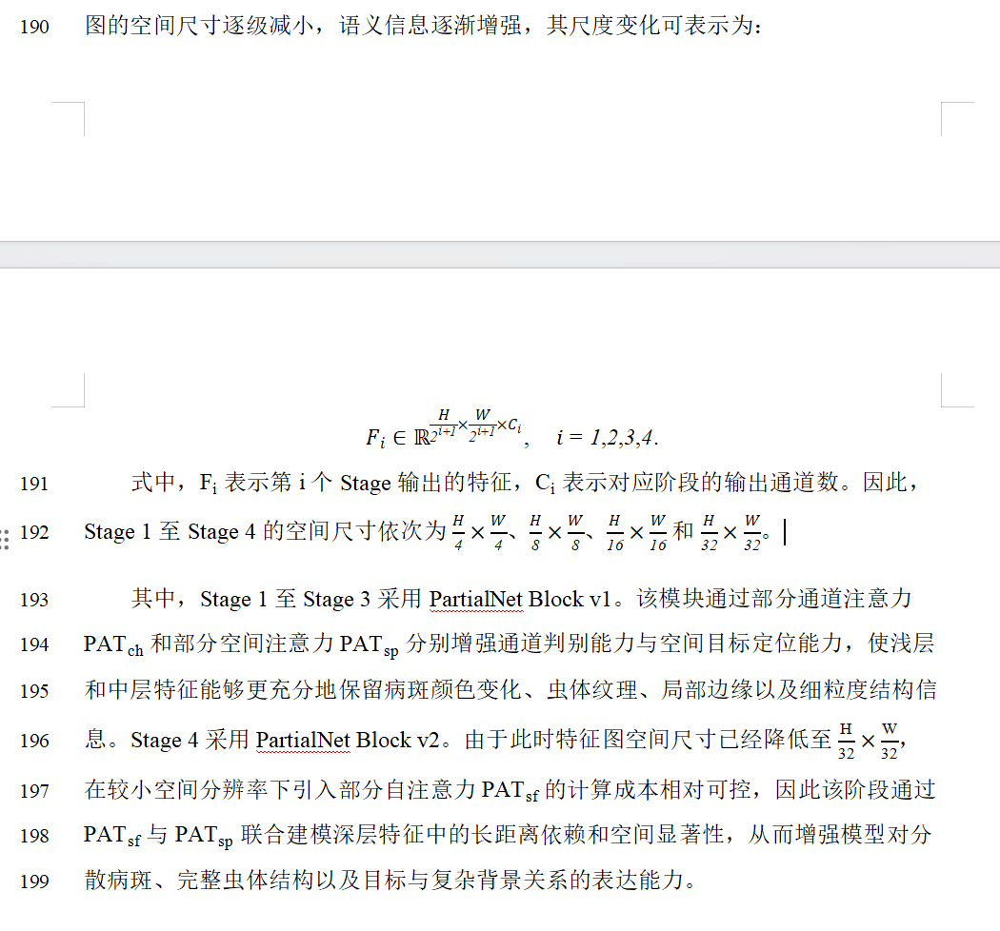 190 图的空间尺寸逐级减小，语义信息逐渐增强，其尺度变化可表示为：
F_i ∈ ℝ^{\frac{H}{2^{i+1}}×\frac{W}{2^{i+1}}×C_i}, i = 1,2,3,4.
191 式中，F_i 表示第 i 个 Stage 输出的特征，C_i 表示对应阶段的输出通道数。因此，
192 Stage 1 至 Stage 4 的空间尺寸依次为 \frac{H}{4}×\frac{W}{4}、\frac{H}{8}×\frac{W}{8}、\frac{H}{16}×\frac{W}{16} 和 \frac{H}{32}×\frac{W}{32}。
193 其中，Stage 1 至 Stage 3 采用 PartialNet Block v1。该模块通过部分通道注意力
194 PAT_ch 和部分空间注意力 PAT_sp 分别增强通道判别能力与空间目标定位能力，使浅层
195 和中层特征能够更充分地保留病斑颜色变化、虫体纹理、局部边缘以及细粒度结构信
196 息。Stage 4 采用 PartialNet Block v2。由于此时特征图空间尺寸已经降低至 \frac{H}{32}×\frac{W}{32}，
197 在较小空间分辨率下引入部分自注意力 PAT_sf 的计算成本相对可控，因此该阶段通过
198 PAT_sf 与 PAT_sp 联合建模深层特征中的长距离依赖和空间显著性，从而增强模型对分
199 散病斑、完整虫体结构以及目标与复杂背景关系的表达能力。